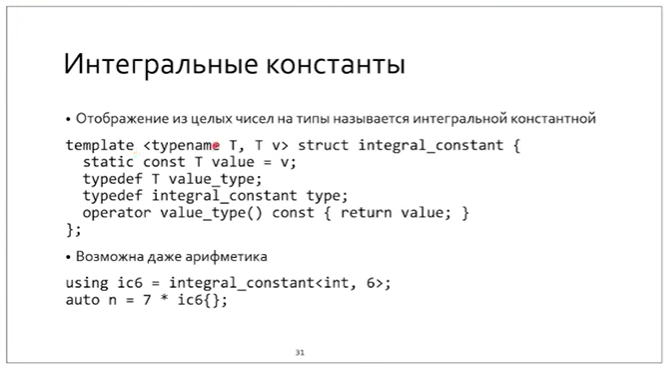 Интегральные константы
• Отображение из целых чисел на типы называется интегральной константной
template <typename T, T v> struct integral_constant {
  static const T value = v;
  typedef T value_type;
  typedef integral_constant type;
  operator value_type() const { return value; }
};
• Возможна даже арифметика
using ic6 = integral_constant<int, 6>;
auto n = 7 * ic6{};
31